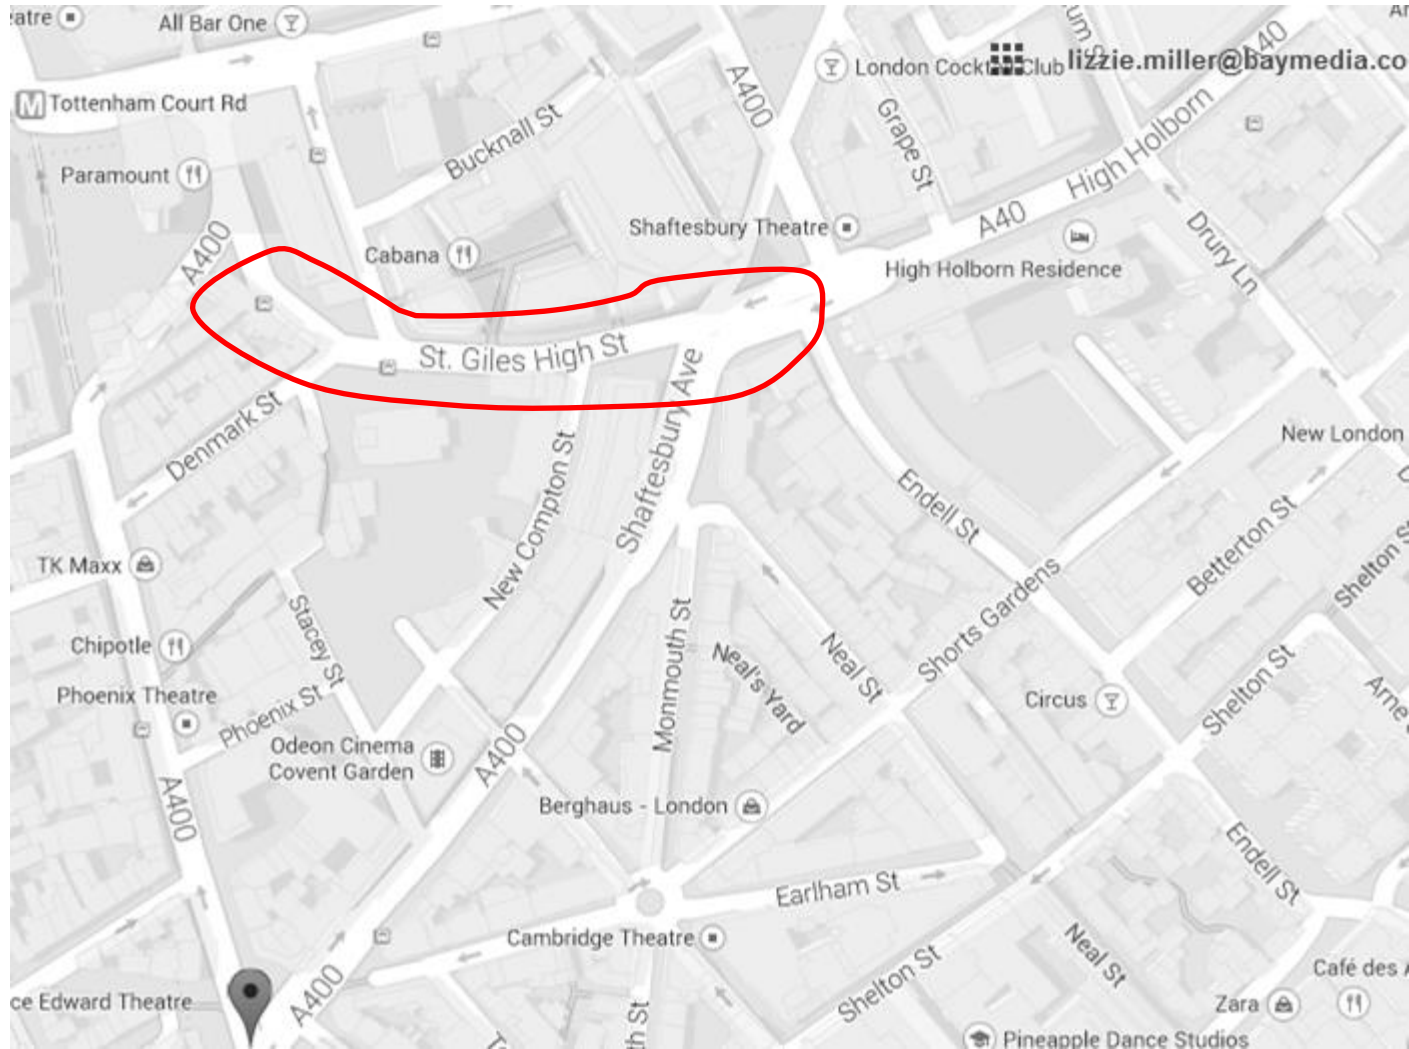 atre
All Bar One
London Cocktail Club
lizzie.miller@baymedia.co
A40
Tottenham Court Rd
A400
Bucknall St
Grape St
High Holborn
Paramount
Shaftesbury Theatre
A40
A400
Cabana
High Holborn Residence
Drury Ln
St. Giles High St
Denmark St
Shaftesbury Ave
New London
New Compton St
Endell St
Betterton St
Shelton S
TK Maxx
Stacey St
Shorts Gardens
Chipotle
Monmouth St
Neal's Yard
Neal St
Phoenix Theatre
Phoenix St
Circus
Shelton St
Arne
Odeon Cinema
Covent Garden
A400
A400
Berghaus - London
Endell St
Earlham St
Cambridge Theatre
Neal St
Shelton St
Café des A
ce Edward Theatre
A400
th St
Zara
Pineapple Dance Studios